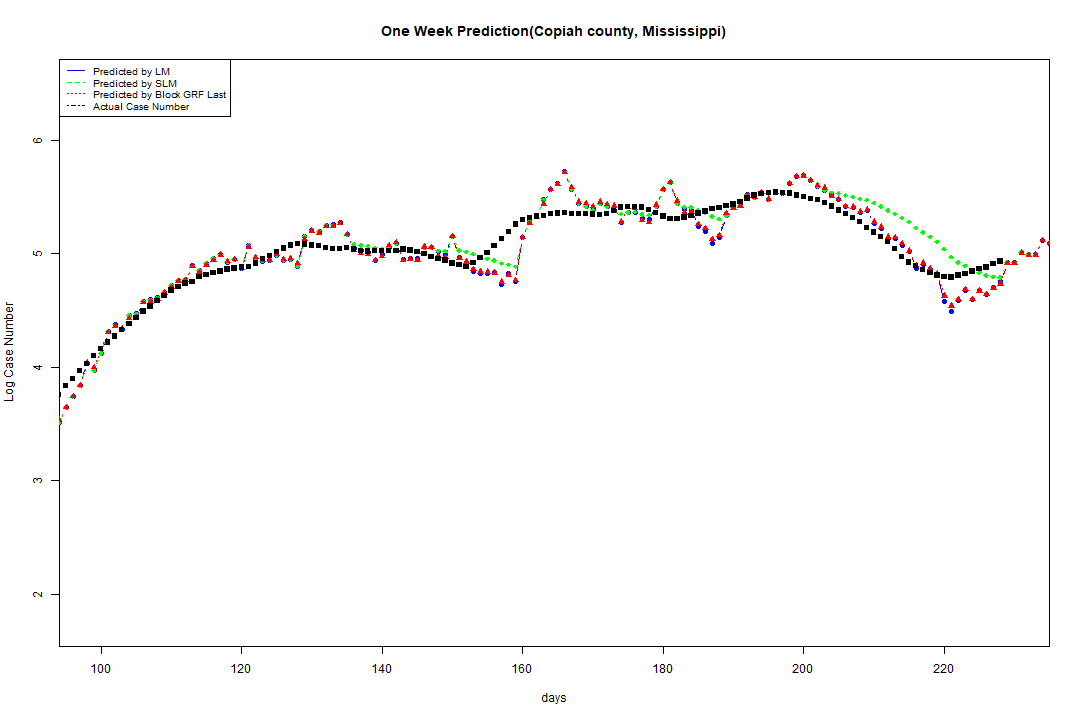 One Week Prediction(Copiah county, Mississippi)
Predicted by LM
Predicted by SLM
Predicted by Block GRF Last
Actual Case Number
6
5
4
3
2
Log Case Number
100 120 140 160 180 200 220
days